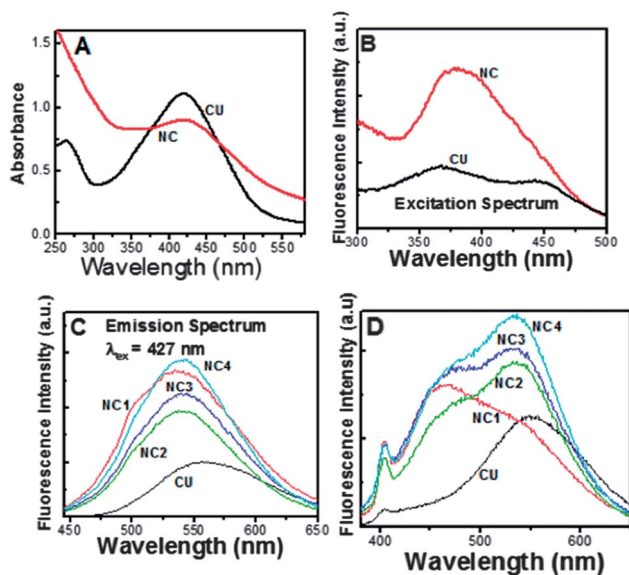 A
CU
NC
Absorbance
1.5
1.0
0.5
0.0
250 300 350 400 450 500 550
Wavelength (nm)
B
NC
CU
Excitation Spectrum
Fluorescence Intensity (a.u.)
300 350 400 450 500
Wavelength (nm)
C Emission Spectrum
λex = 427 nm
NC4
NC1
NC3
NC2
CU
Fluorescence Intensity (a.u.)
450 500 550 600 650
Wavelength (nm)
D
NC4
NC3
NC2
NC1
CU
Fluorescence Intensity (a.u)
400 500 600
Wavelength (nm)